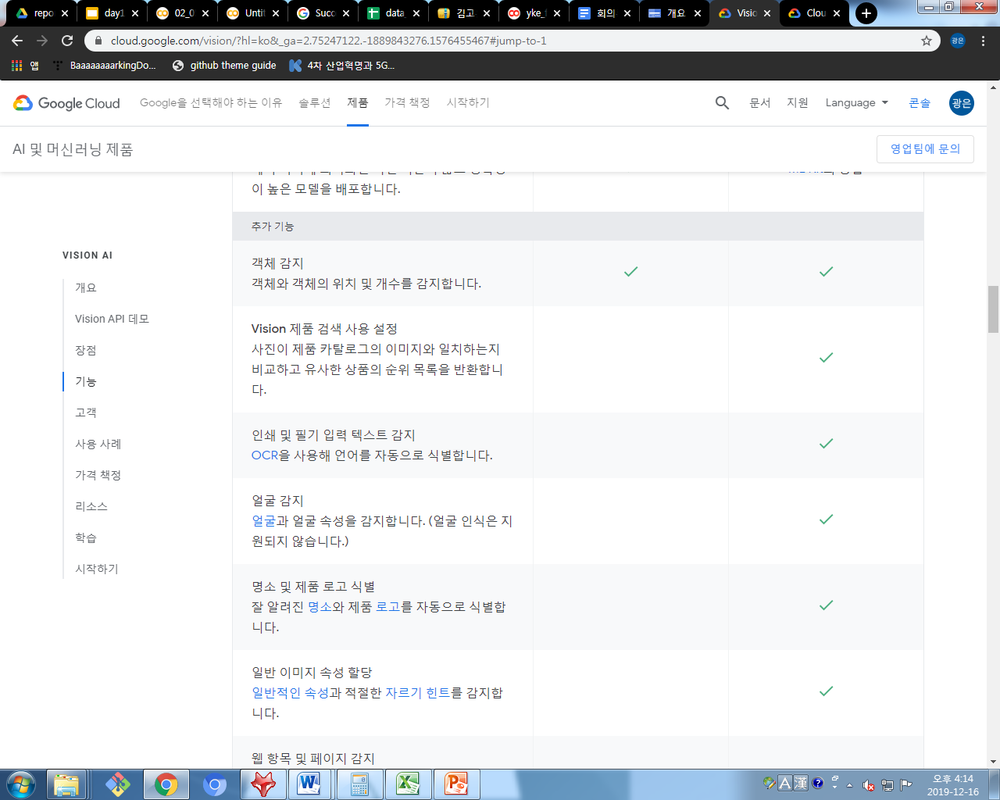 repo
day1
02_0
Untit
Succ
data_
김고
yke_f
회의
개요
Visio
Clou
cloud.google.com/vision/?hl=ko&_ga=2.75247122.-1889843276.1576455467#jump-to-1
광은
앱
BaaaaaaaarkingDo...
github theme guide
4차 산업혁명과 5G...
Google Cloud
Google을 선택해야 하는 이유
솔루션
제품
가격 책정
시작하기
문서
지원
Language
콘솔
광은
AI 및 머신러닝 제품
영업팀에 문의
이 높은 모델을 배포합니다.
추가 기능
VISION AI
개요
Vision API 데모
장점
기능
고객
사용 사례
가격 책정
리소스
학습
시작하기
객체 감지
객체와 객체의 위치 및 개수를 감지합니다.
Vision 제품 검색 사용 설정
사진이 제품 카탈로그의 이미지와 일치하는지
비교하고 유사한 상품의 순위 목록을 반환합니
다.
인쇄 및 필기 입력 텍스트 감지
OCR을 사용해 언어를 자동으로 식별합니다.
얼굴 감지
얼굴과 얼굴 속성을 감지합니다. (얼굴 인식은 지
원되지 않습니다.)
명소 및 제품 로고 식별
잘 알려진 명소와 제품 로고를 자동으로 식별합
니다.
일반 이미지 속성 할당
일반적인 속성과 적절한 자르기 힌트를 감지합
니다.
웹 항목 및 페이지 감지
A 漢
오후 4:14
2019-12-16